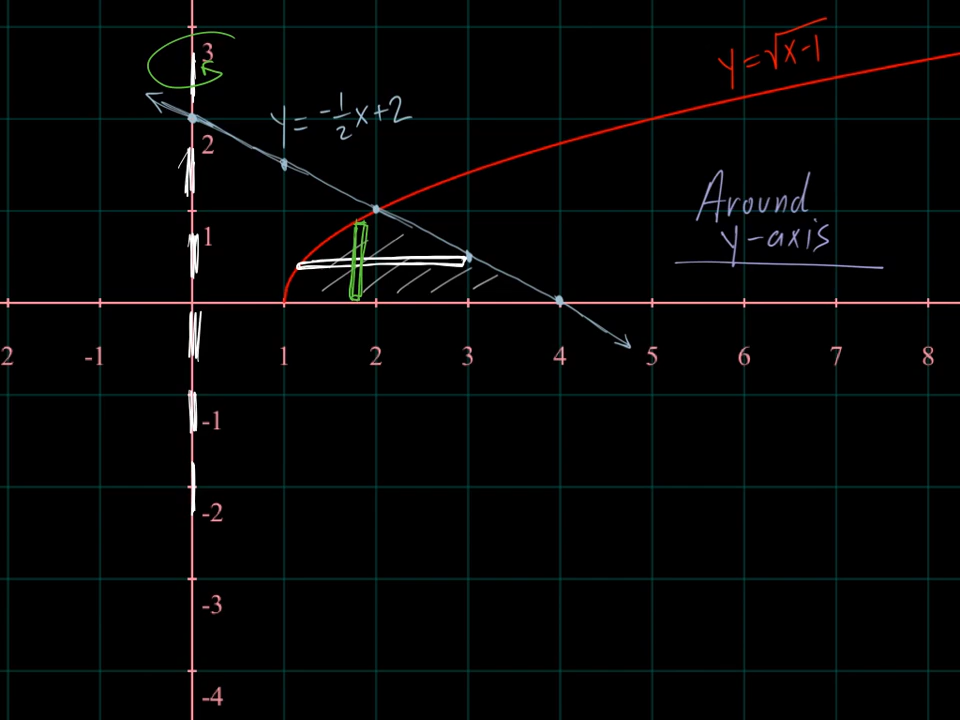 3
y=√x-1
y=-1/2x+2
2
Around
y-axis
1
2 -1 1 2 3 4 5 6 7 8
-1
-2
-3
-4